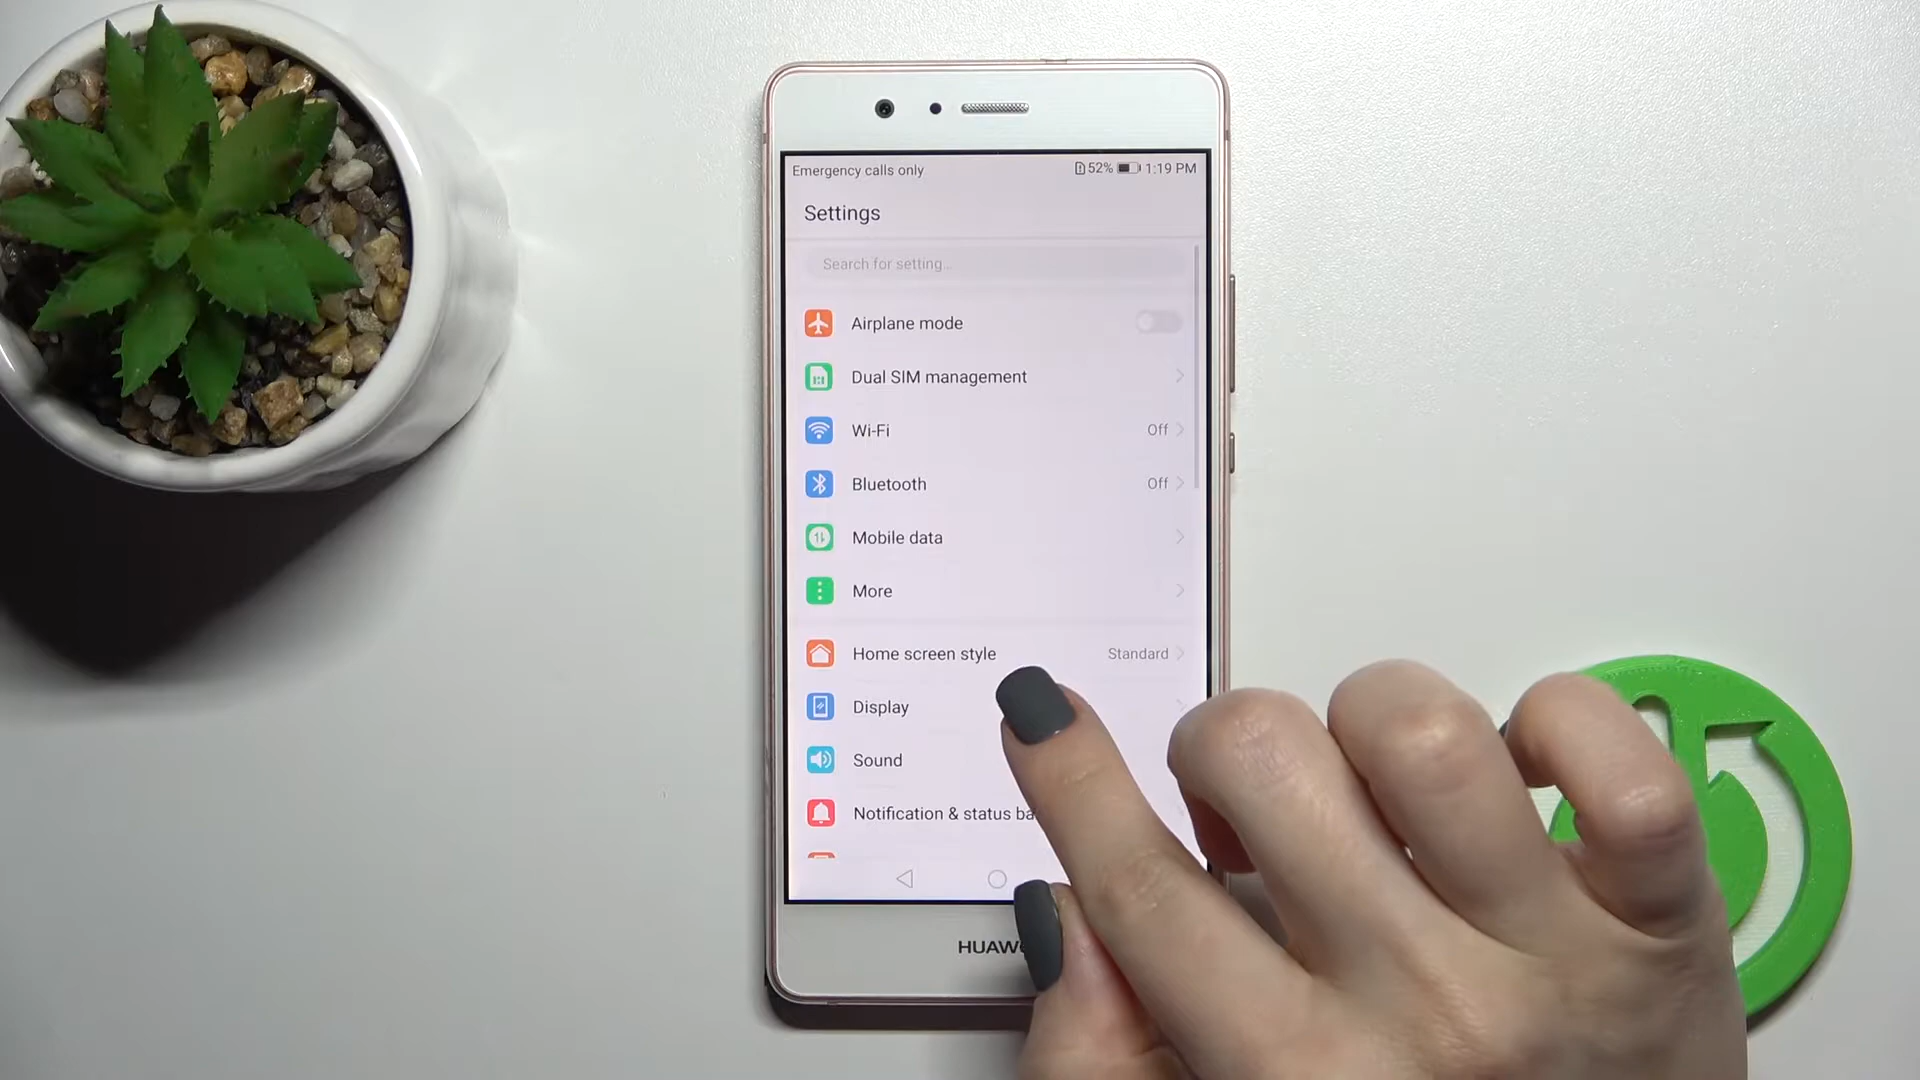 Emergency calls only 52% 1:19 PM
Settings
Search for setting...
Airplane mode
Dual SIM management
Wi-Fi Off
Bluetooth Off
Mobile data
More
Home screen style Standard
Display
Sound
Notification & status ba
HUAW